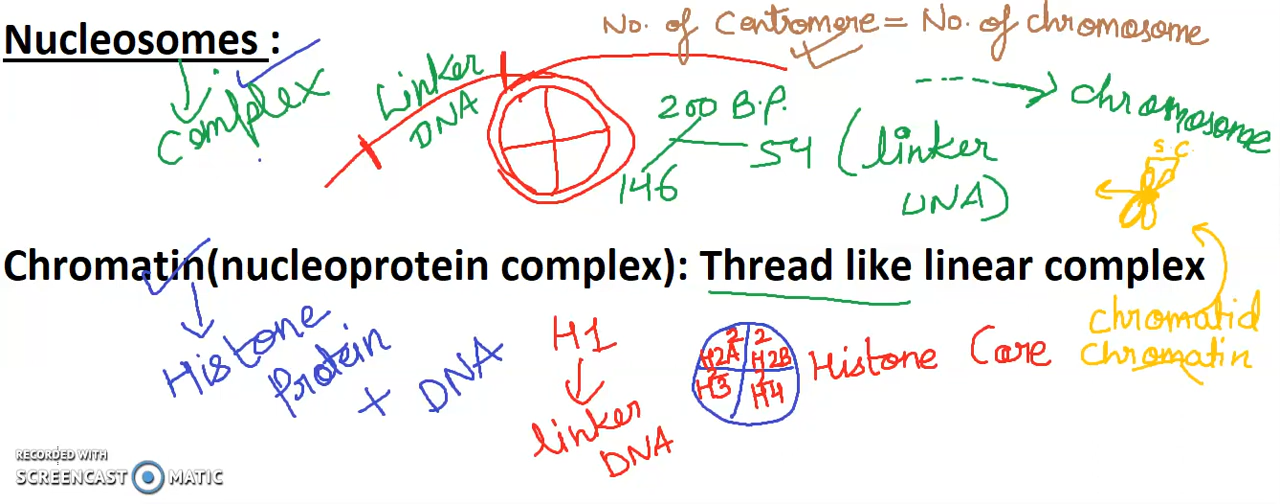 No. of Centromere = No. of chromosome
Nucleosomes :
Complex
Linker
DNA
200 B.P.
146
54 (linker
DNA)
chromosome
S.C.
Chromatin(nucleoprotein complex): Thread like linear complex
Histone
Protein
+ DNA
H1
linker
DNA
2 2
H2A H2B
2 2
H3 H4
Histone Core
Chromatid
Chromatin
RECORDED WITH
SCREENCAST MATIC